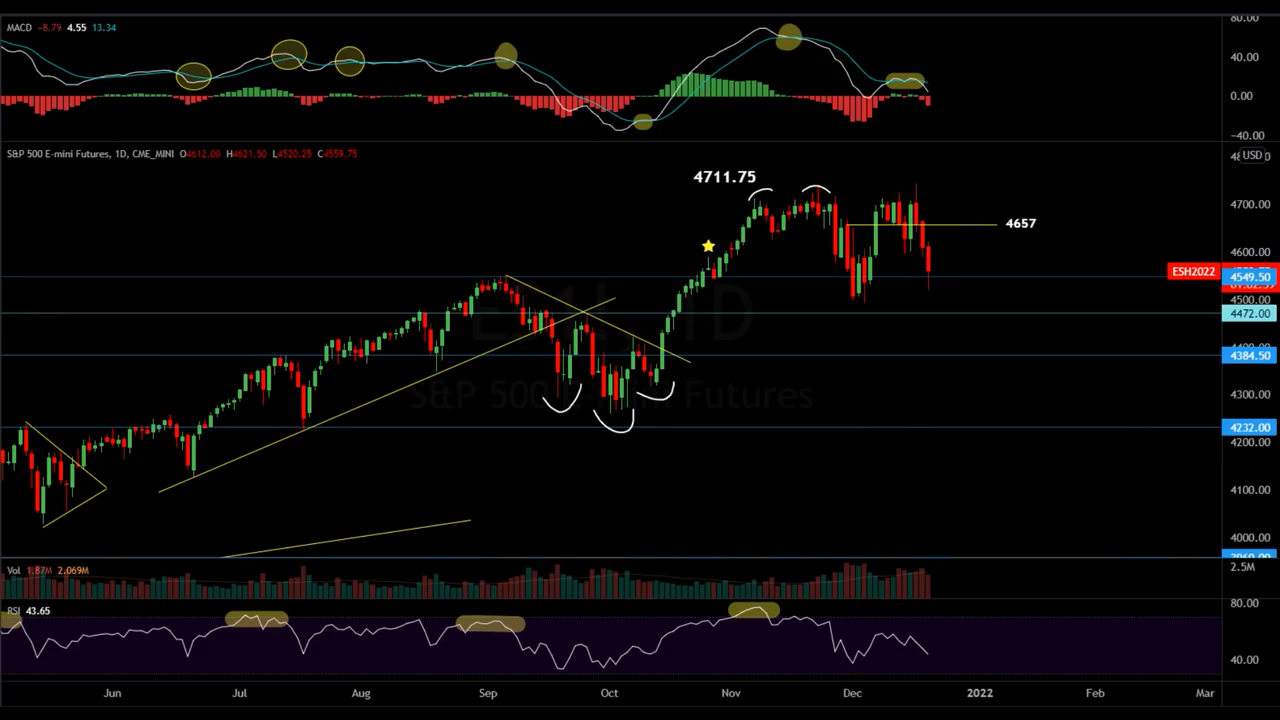 MACD -8.79 4.55 13.34
80.00
40.00
0.00
-40.00
S&P 500 E-mini Futures, 1D, CME_MINI O4612.00 H4621.50 L4520.25 C4559.75
USD
4711.75
4700.00
4657
4600.00
ESH2022
4549.50
4500.00
4472.00
4384.50
S&P 500 E-mini Futures
4300.00
4232.00
4200.00
4100.00
4000.00
Vol 1.87M 2.069M
2.5M
RSI 43.65
80.00
40.00
Jun Jul Aug Sep Oct Nov Dec 2022 Feb Mar